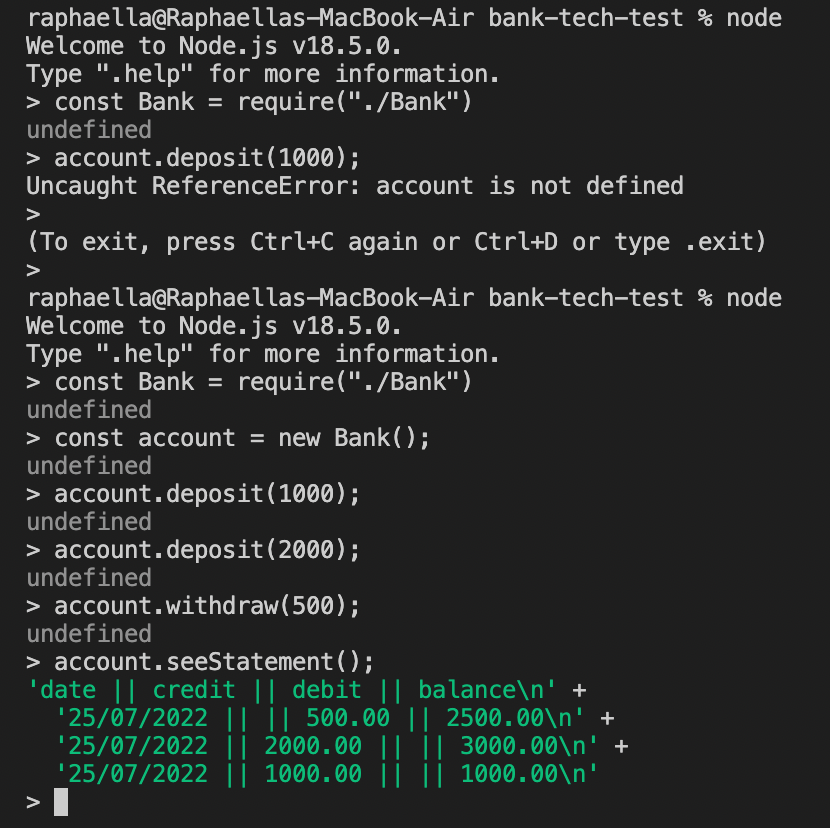 raphaella@Raphaellas-MacBook-Air bank-tech-test % node
Welcome to Node.js v18.5.0.
Type ".help" for more information.
> const Bank = require("./Bank")
undefined
> account.deposit(1000);
Uncaught ReferenceError: account is not defined
>
(To exit, press Ctrl+C again or Ctrl+D or type .exit)
>
raphaella@Raphaellas-MacBook-Air bank-tech-test % node
Welcome to Node.js v18.5.0.
Type ".help" for more information.
> const Bank = require("./Bank")
undefined
> const account = new Bank();
undefined
> account.deposit(1000);
undefined
> account.deposit(2000);
undefined
> account.withdraw(500);
undefined
> account.seeStatement();
'date || credit || debit || balance\n' +
  '25/07/2022 || || 500.00 || 2500.00\n' +
  '25/07/2022 || 2000.00 || || 3000.00\n' +
  '25/07/2022 || 1000.00 || || 1000.00\n'
>